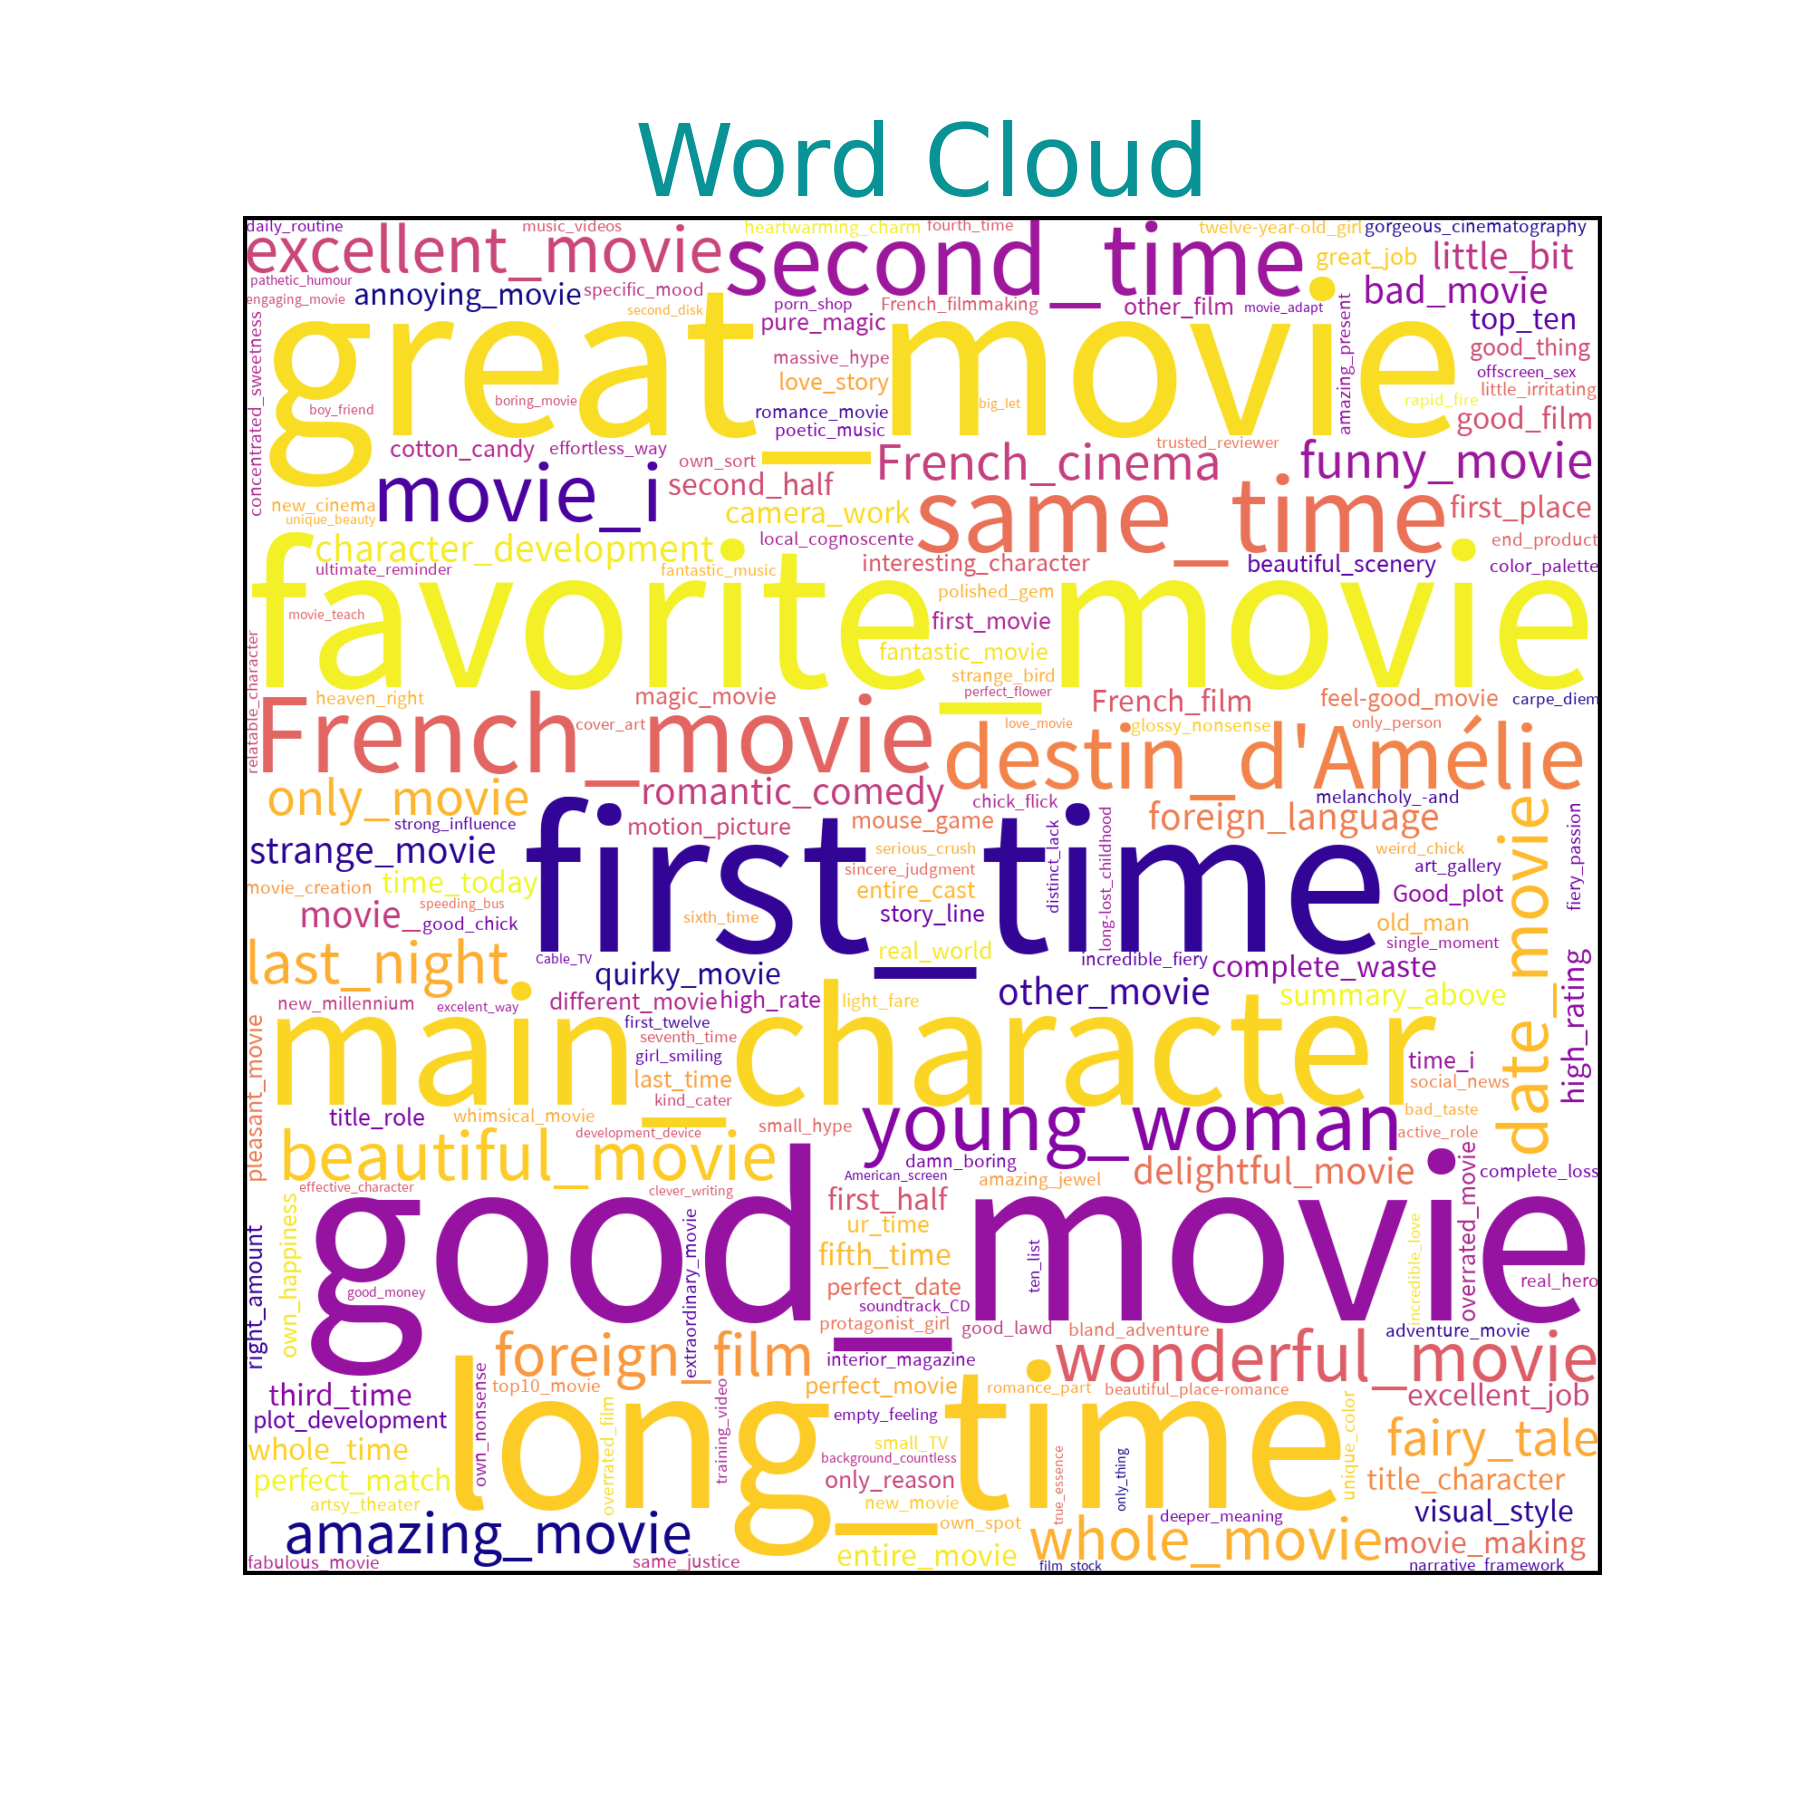 Word Cloud
daily_routine
music_videos
heartwarming_charm
fourth_time
twelve-year-old_girl
gorgeous_cinematography
excellent_movie
second_time
great_job
little_bit
pathetic_humour
engaging_movie
annoying_movie
specific_mood
second_disk
porn_shop
French_filmmaking
other_film
movie_adapt
bad_movie
pure_magic
top_ten
great_movie
concentrated_sweetness
amazing_present
massive_hype
good_thing
love_story
offscreen_sex
little_irritating
boy_friend
boring_movie
romance_movie
big_let
rapid_fire
poetic_music
good_film
cotton_candy
effortless_way
trusted_reviewer
own_sort
French_cinema
funny_movie
movie_i
second_half
new_cinema
unique_beauty
camera_work
same_time
first_place
character_development
local_cognoscente
end_product
ultimate_reminder
fantastic_music
interesting_character
beautiful_scenery
color_palette
favorite_movie
polished_gem
movie_teach
first_movie
relatable_character
fantastic_movie
strange_bird
heaven_right
magic_movie
perfect_flower
French_film
feel-good_movie
carpe_diem
French_movie
cover_art
love_movie
glossy_nonsense
only_person
destin_d'Amélie
only_movie
romantic_comedy
chick_flick
melancholy_-and
strong_influence
motion_picture
mouse_game
foreign_language
first_time
strange_movie
serious_crush
distinct_lack
long-lost_childhood
weird_chick
date_movie
fiery_passion
movie_creation
time_today
sincere_judgment
art_gallery
entire_cast
Good_plot
speeding_bus
movie_
good_chick
sixth_time
story_line
old_man
last_night
real_world
single_moment
Cable_TV
incredible_fiery
quirky_movie
complete_waste
high_rating
new_millennium
excelent_way
different_movie
high_rate
light_fare
other_movie
summary_above
main_character
first_twelve
seventh_time
pleasant_movie
girl_smiling
time_i
last_time
social_news
kind_cater
title_role
whimsical_movie
young_woman
bad_taste
development_device
small_hype
active_role
beautiful_movie
damn_boring
American_screen
amazing_jewel
delightful_movie
overrated_movie
complete_loss
effective_character
clever_writing
first_half
good_movie
own_happiness
right_amount
extraordinary_movie
ur_time
incredible_love
fifth_time
ten_list
good_money
perfect_date
real_hero
soundtrack_CD
protagonist_girl
good_lawd
bland_adventure
adventure_movie
foreign_film
interior_magazine
wonderful_movie
third_time
top10_movie
perfect_movie
romance_part
beautiful_place-romance
excellent_job
own_nonsense
training_video
plot_development
overrated_film
long_time
empty_feeling
unique_color
whole_time
small_TV
fairy_tale
background_countless
perfect_match
only_reason
true_essence
only_thing
title_character
artsy_theater
new_movie
amazing_movie
own_spot
deeper_meaning
visual_style
whole_movie
movie_making
entire_movie
fabulous_movie
same_justice
film_stock
narrative_framework